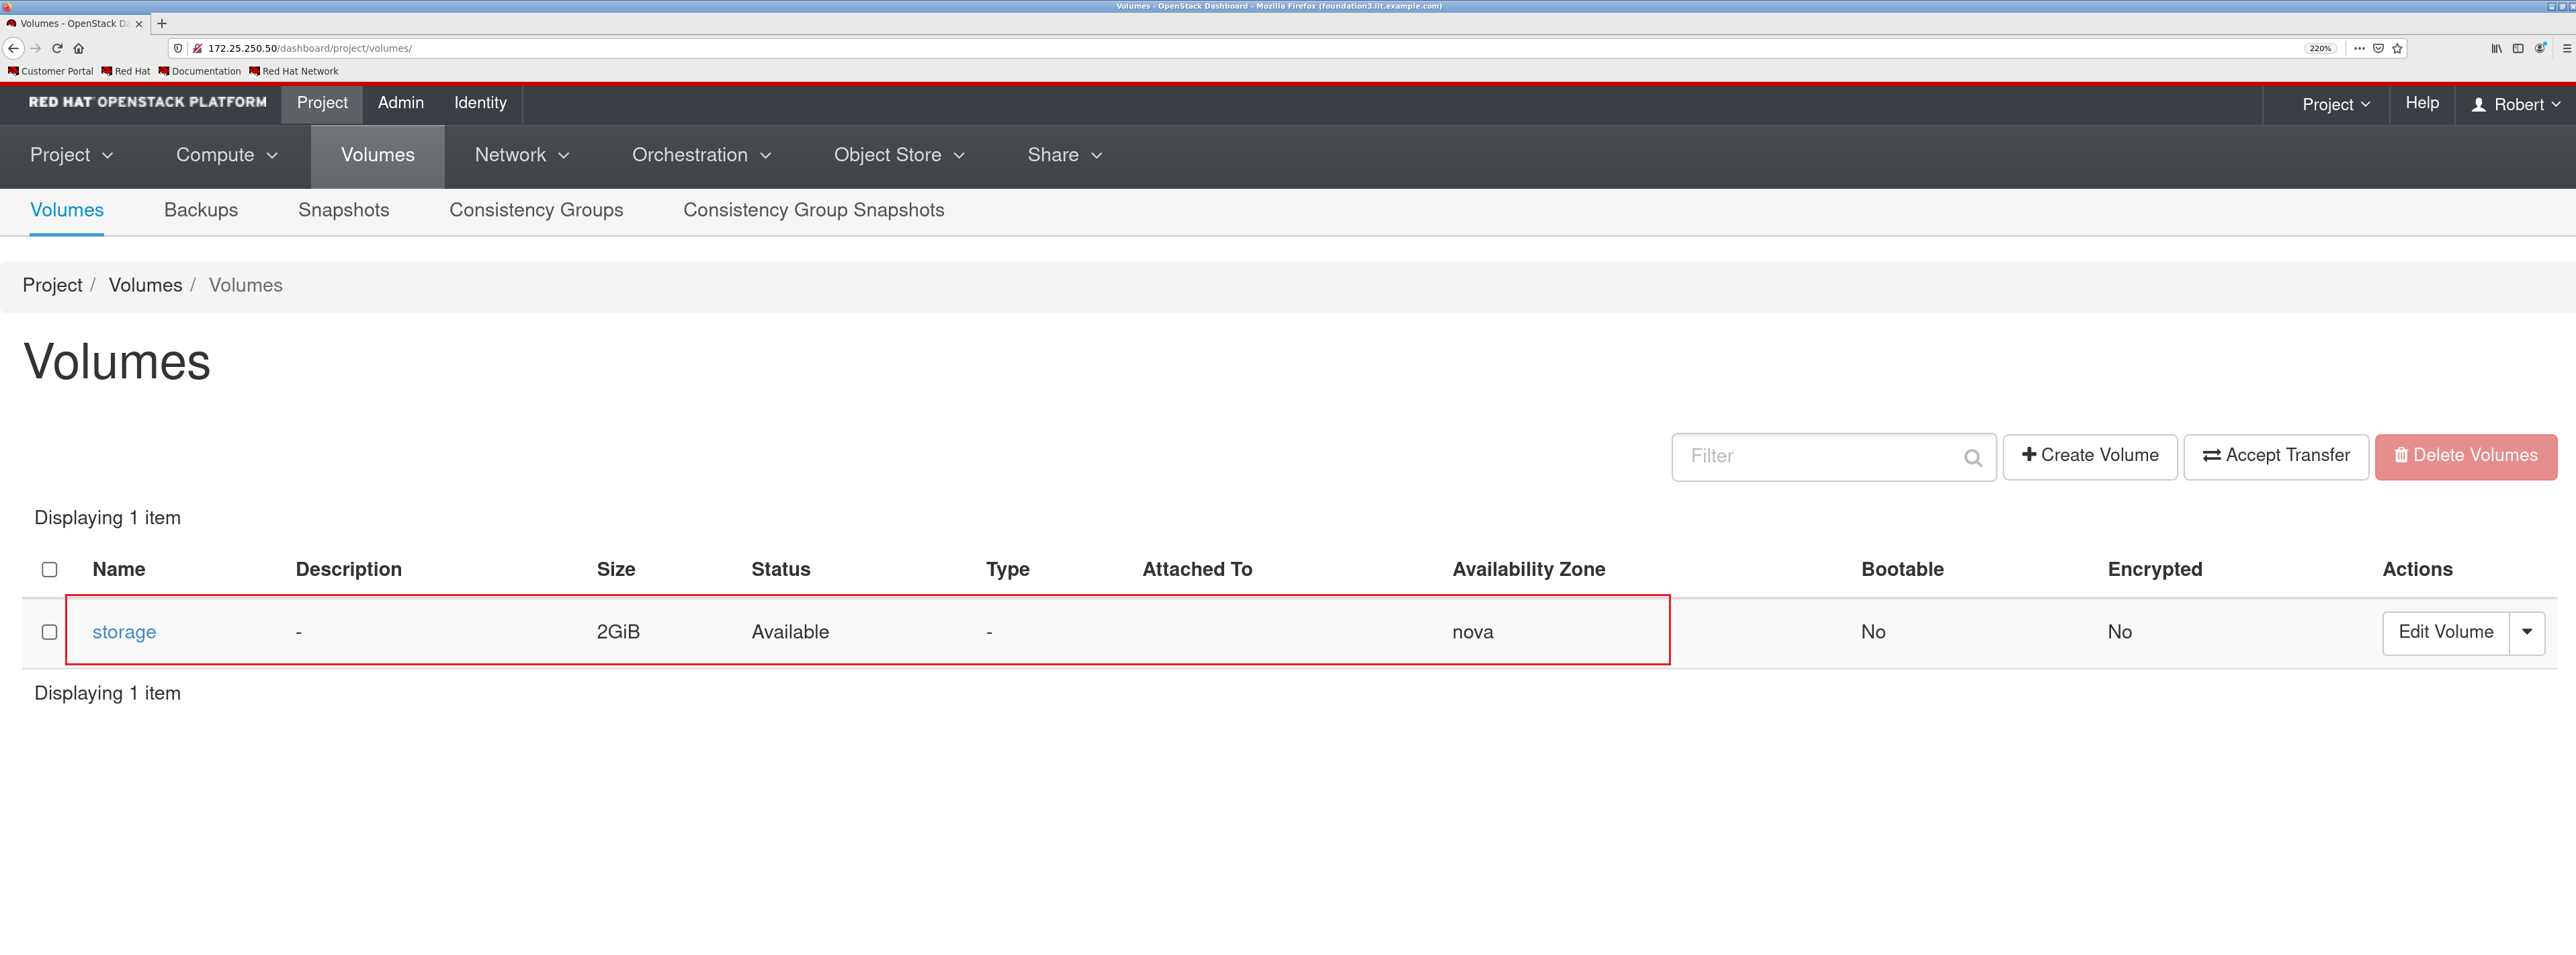 Volumes - OpenStack Dashboard - Mozilla Firefox (foundation3.ilt.example.com)
Volumes - OpenStack Da
172.25.250.50/dashboard/project/volumes/ 220%
Customer Portal Red Hat Documentation Red Hat Network
RED HAT OPENSTACK PLATFORM Project Admin Identity Project Help Robert
Project Compute Volumes Network Orchestration Object Store Share
Volumes Backups Snapshots Consistency Groups Consistency Group Snapshots
Project / Volumes / Volumes
Volumes
Filter Create Volume Accept Transfer Delete Volumes
Displaying 1 item
Name Description Size Status Type Attached To Availability Zone Bootable Encrypted Actions
storage - 2GiB Available - nova No No Edit Volume
Displaying 1 item